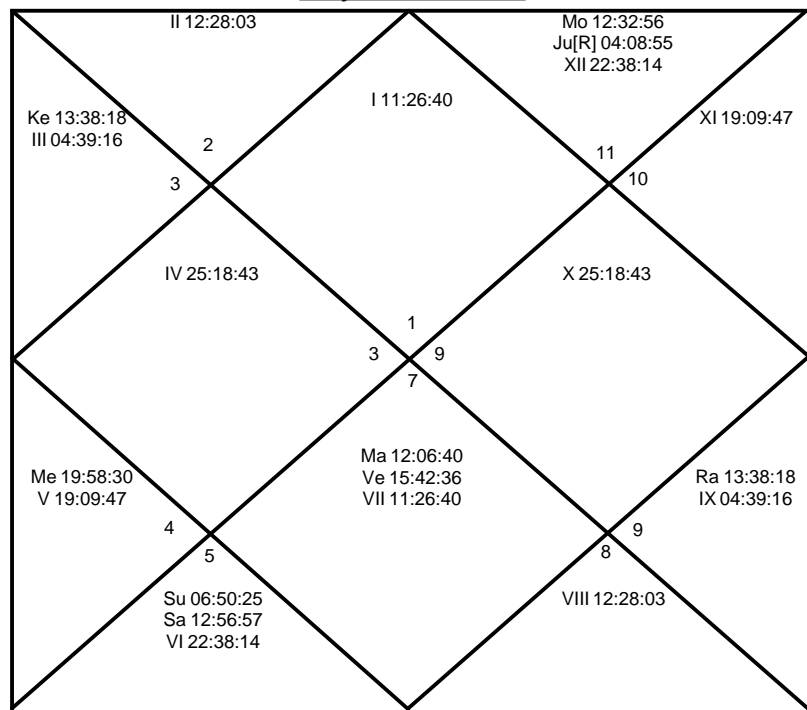 II 12:28:03
Mo 12:32:56
Ju[R] 04:08:55
XII 22:38:14
I 11:26:40
Ke 13:38:18
III 04:39:16
XI 19:09:47
2
11
3
10
IV 25:18:43
X 25:18:43
1
3
9
7
Me 19:58:30
V 19:09:47
Ma 12:06:40
Ve 15:42:36
VII 11:26:40
Ra 13:38:18
IX 04:39:16
4
9
5
8
Su 06:50:25
Sa 12:56:57
VI 22:38:14
VIII 12:28:03